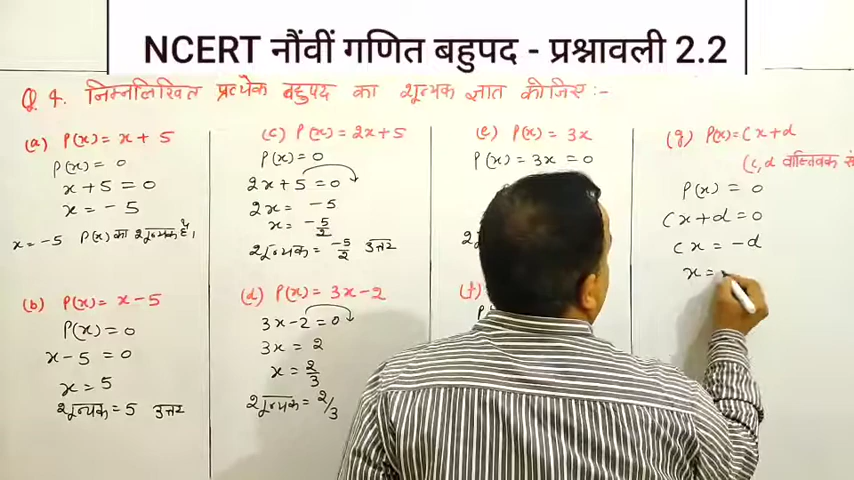 NCERT नौंवीं गणित बहुपद - प्रश्नावली 2.2
Q 4. निम्नलिखित प्रत्येक बहुपद का शून्यक ज्ञात कीजिए :-
(a) P(x) = x + 5
P(x) = 0
x + 5 = 0
x = - 5
x = -5 P(x) का शून्यक है।
(b) P(x) = x - 5
P(x) = 0
x - 5 = 0
x = 5
शून्यक = 5 उत्तर
(c) P(x) = 2x + 5
P(x) = 0
2x + 5 = 0
2x = -5
x = -5/2
शून्यक = -5/2 उत्तर
(d) P(x) = 3x - 2
3x - 2 = 0
3x = 2
x = 2/3
शून्यक = 2/3
(e) P(x) = 3x
P(x) = 3x = 0
(f)
(g) P(x) = cx + d
(c, d वास्तविक सं
P(x) = 0
cx + d = 0
cx = -d
x =